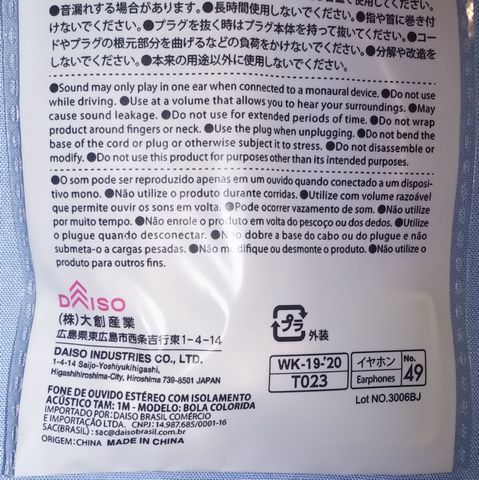 使用してください。
●音漏れする場合があります。●長時間使用しないでください。●指や首に巻き付
けないでください。●プラグを抜く時はプラグ本体を持って抜いてください。●コー
ドやプラグの根元部分を曲げるなどの負荷をかけないでください。●分解や改造を
しないでください。●本来の用途以外に使用しないでください。
●Sound may only play in one ear when connected to a monaural device. ●Do not use
while driving. ●Use at a volume that allows you to hear your surroundings. ●May
cause sound leakage. ●Do not use for extended periods of time. ●Do not wrap
product around fingers or neck. ●Use the plug when unplugging. ●Do not bend the
base of the cord or plug or otherwise subject it to stress. ●Do not disassemble or
modify. ●Do not use this product for purposes other than its intended purposes.
●O som pode ser reproduzido apenas em um ouvido quando conectado a um disposi-
tivo mono. ●Não utilize o produto durante corridas. ●Utilize com volume razoável
que permite ouvir os sons em volta. ●Pode ocorrer vazamento de som. ●Não utilize
por muito tempo. ●Não enrole o produto em volta do pescoço ou dos dedos. ●Utilize
o plugue quando desconectar. ●Não dobre a base do cabo ou do plugue e não
submeta-o a cargas pesadas. ●Não modifique ou desmonte o produto. ●Não utilize o
produto para outros fins.
DAISO
(株)大創産業
広島県東広島市西条吉行東1-4-14
DAISO INDUSTRIES CO., LTD.
1-4-14 Saijo-Yoshiyukihigashi,
Higashihiroshima-City, Hiroshima 739-8501 JAPAN
プラ 外装
WK-19-'20
T023
イヤホン
Earphones
No.
49
Lot NO.3006BJ
FONE DE OUVIDO ESTÉREO COM ISOLAMENTO
ACÚSTICO TAM: 1M - MODELO: BOLA COLORIDA
IMPORTADO POR: DAISO BRASIL COMÉRCIO
E IMPORTAÇÃO LTDA. CNPJ: 14.987.685/0001-16
SAC(BRASIL) : sac@daisobrasil.com.br
ORIGEM: CHINA MADE IN CHINA